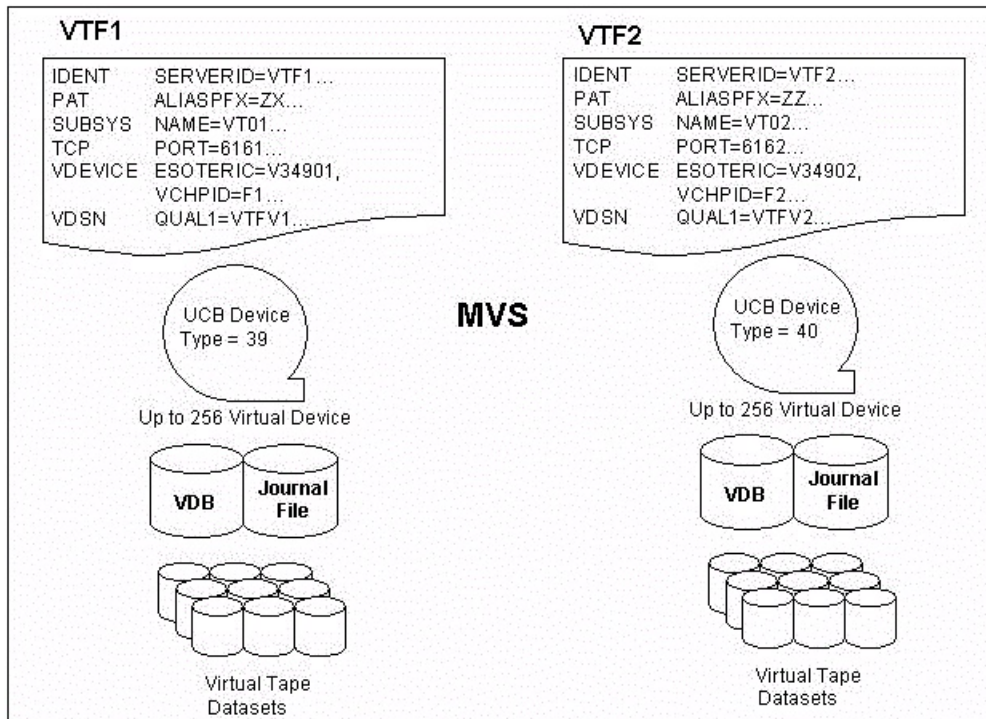 VTF1
IDENT SERVERID=VTF1...
PAT ALIASPFX=ZX...
SUBSYS NAME=VT01...
TCP PORT=6161...
VDEVICE ESOTERIC=V34901,
VCHPID=F1...
VDSN QUAL1=VTFV1...
UCB Device
Type = 39
Up to 256 Virtual Device
VDB
Journal
File
Virtual Tape
Datasets
MVS
VTF2
IDENT SERVERID=VTF2...
PAT ALIASPFX=ZZ...
SUBSYS NAME=VT02...
TCP PORT=6162...
VDEVICE ESOTERIC=V34902,
VCHPID=F2...
VDSN QUAL1=VTFV2...
UCB Device
Type = 40
Up to 256 Virtual Device
VDB
Journal
File
Virtual Tape
Datasets